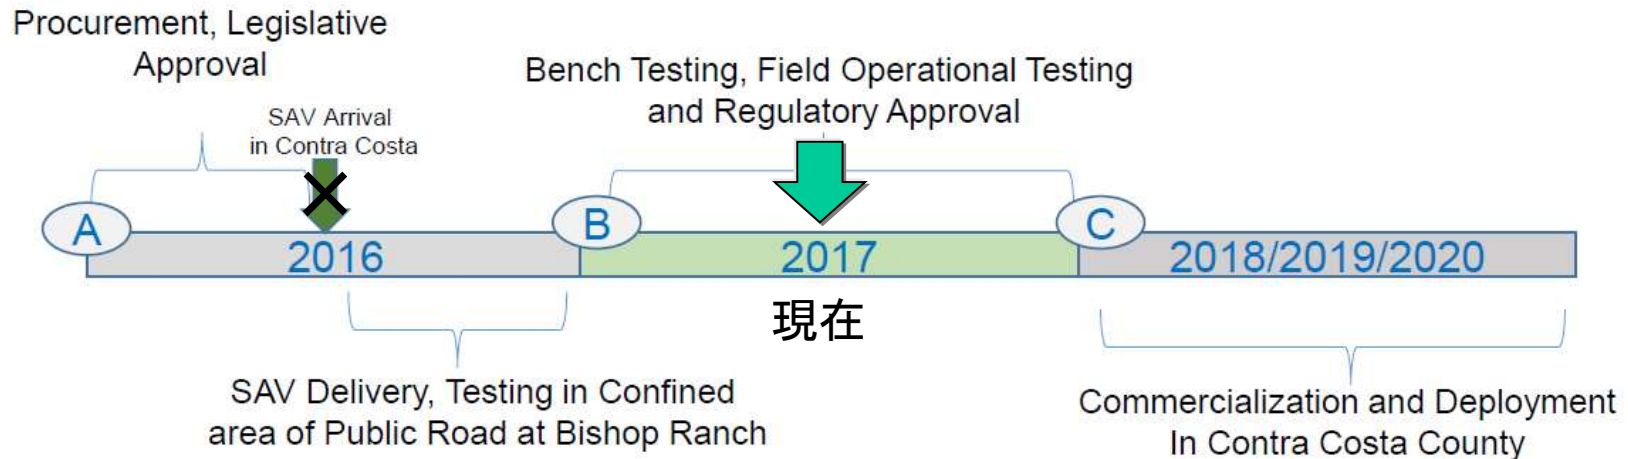 Procurement, Legislative
Approval
SAV Arrival
in Contra Costa
Bench Testing, Field Operational Testing
and Regulatory Approval
A
B
C
2016
2017
2018/2019/2020
現在
SAV Delivery, Testing in Confined
area of Public Road at Bishop Ranch
Commercialization and Deployment
In Contra Costa County